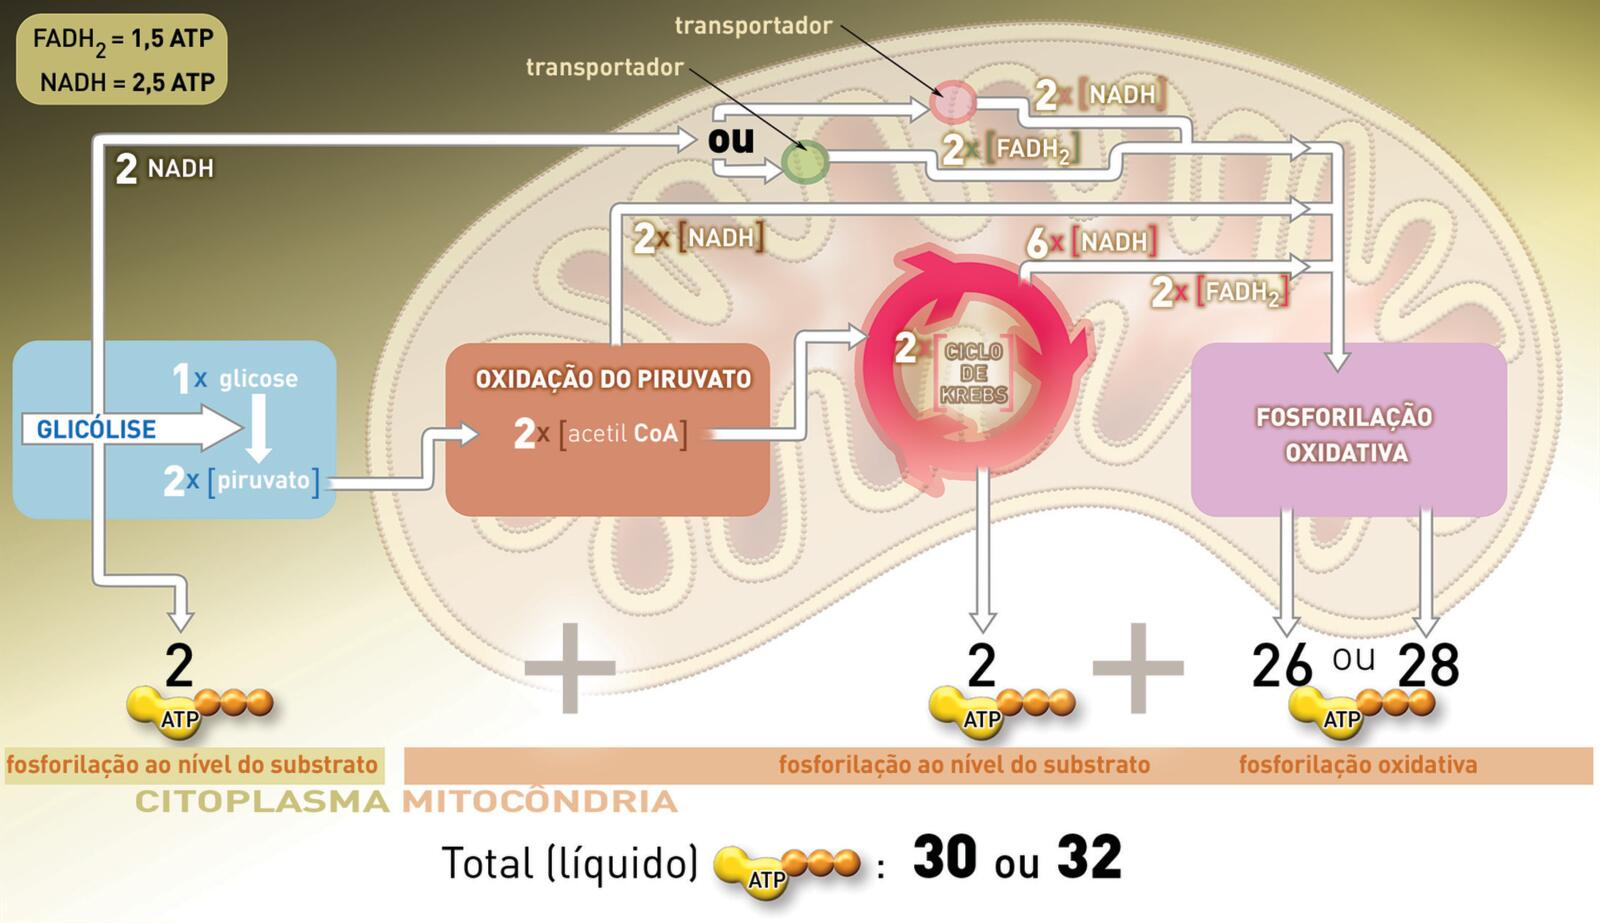 FADH2 = 1,5 ATP
NADH = 2,5 ATP
transportador
transportador
2x [NADH]
ou
2x [FADH2]
2 NADH
2x [NADH]
6x [NADH]
2x [FADH2]
1x glicose
GLICÓLISE
2x [piruvato]
OXIDAÇÃO DO PIRUVATO
2x [acetil CoA]
2x [CICLO
DE
KREBS]
FOSFORILAÇÃO
OXIDATIVA
2
ATP
+
2
ATP
+
26 ou 28
ATP
fosforilação ao nível do substrato
fosforilação ao nível do substrato
fosforilação oxidativa
CITOPLASMA MITOCÔNDRIA
Total (líquido) ATP : 30 ou 32